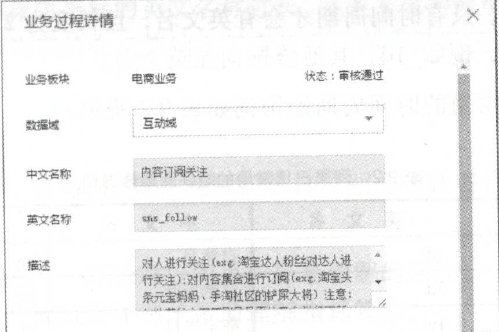 业务过程详情
业务板块 电商业务 状态：审核通过
数据域 互动域
中文名称 内容订阅关注
英文名称 sns_follow
描述 对人进行关注(exg.淘宝达人粉丝对达人进
行关注);对内容集合进行订阅(exg.淘宝头
条元宝妈妈、手淘社区的铲屎大将) 注意: